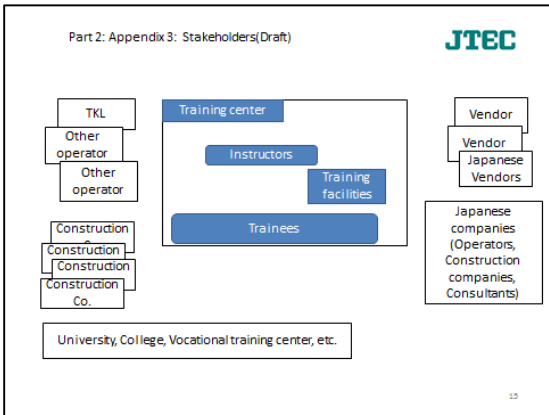 Part 2: Appendix 3: Stakeholders(Draft)
JTEC
TKL
Other
operator
Other
operator
Training center
Instructors
Training
facilities
Trainees
Vendor
Vendor
Japanese
Vendors
Construction
Construction
Construction
Construction
Co.
Japanese
companies
(Operators,
Construction
companies,
Consultants)
University, College, Vocational training center, etc.
15